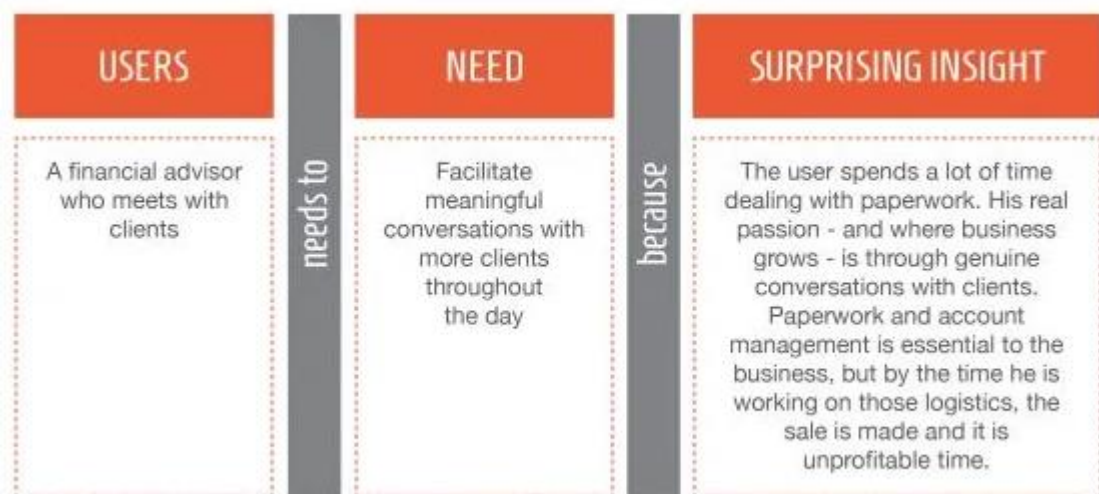 USERS
A financial advisor
who meets with
clients
needs to
NEED
Facilitate
meaningful
conversations with
more clients
throughout
the day
because
SURPRISING INSIGHT
The user spends a lot of time
dealing with paperwork. His real
passion - and where business
grows - is through genuine
conversations with clients.
Paperwork and account
management is essential to the
business, but by the time he is
working on those logistics, the
sale is made and it is
unprofitable time.